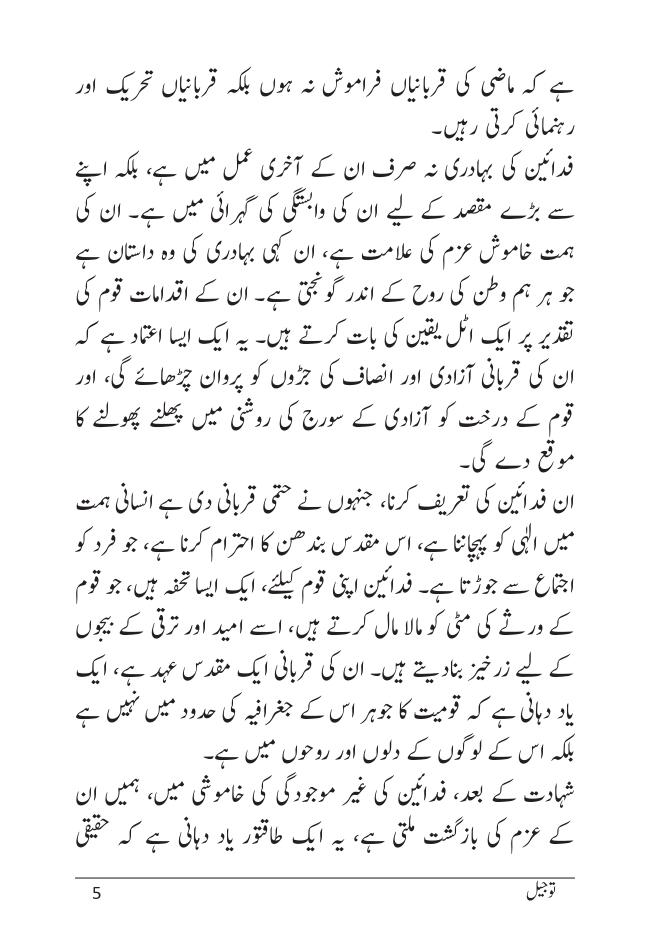 ہے کہ ماضی کی قربانیاں فراموش نہ ہوں بلکہ قربانیاں تحریک اور
رہنمائی کرتی رہیں۔
فدائین کی بہادری نہ صرف ان کے آخری عمل میں ہے، بلکہ اپنے
سے بڑے مقصد کے لیے ان کی وابستگی کی گہرائی میں ہے۔ ان کی
ہمت خاموش عزم کی علامت ہے، ان کہی بہادری کی وہ داستان ہے
جو ہر ہم وطن کی روح کے اندر گونجتی ہے۔ ان کے اقدامات قوم کی
تقدیر پر ایک اٹل یقین کی بات کرتے ہیں۔ یہ ایک ایسا اعتماد ہے کہ
ان کی قربانی آزادی اور انصاف کی جڑوں کو پروان چڑھائے گی، اور
قوم کے درخت کو آزادی کے سورج کی روشنی میں پھلنے پھولنے کا
موقع دے گی۔
ان فدائین کی تعریف کرنا، جنہوں نے حتمی قربانی دی ہے انسانی ہمت
میں الٰہی کو پہچاننا ہے، اس مقدس بندھن کا احترام کرنا ہے، جو فرد کو
اجتماع سے جوڑتا ہے۔ فدائین اپنی قوم کیلئے، ایک ایسا تحفہ ہیں، جو قوم
کے ورثے کی مٹی کو مالا مال کرتے ہیں، اسے امید اور ترقی کے بیجوں
کے لیے زرخیز بنادیتے ہیں۔ ان کی قربانی ایک مقدس عہد ہے، ایک
یاد دہانی ہے کہ قومیت کا جوہر اس کے جغرافیہ کی حدود میں نہیں ہے
بلکہ اس کے لوگوں کے دلوں اور روحوں میں ہے۔
شہادت کے بعد، فدائین کی غیر موجودگی کی خاموشی میں، ہمیں ان
کے عزم کی بازگشت ملتی ہے، یہ ایک طاقتور یاد دہانی ہے کہ حقیقی
توجیل
5